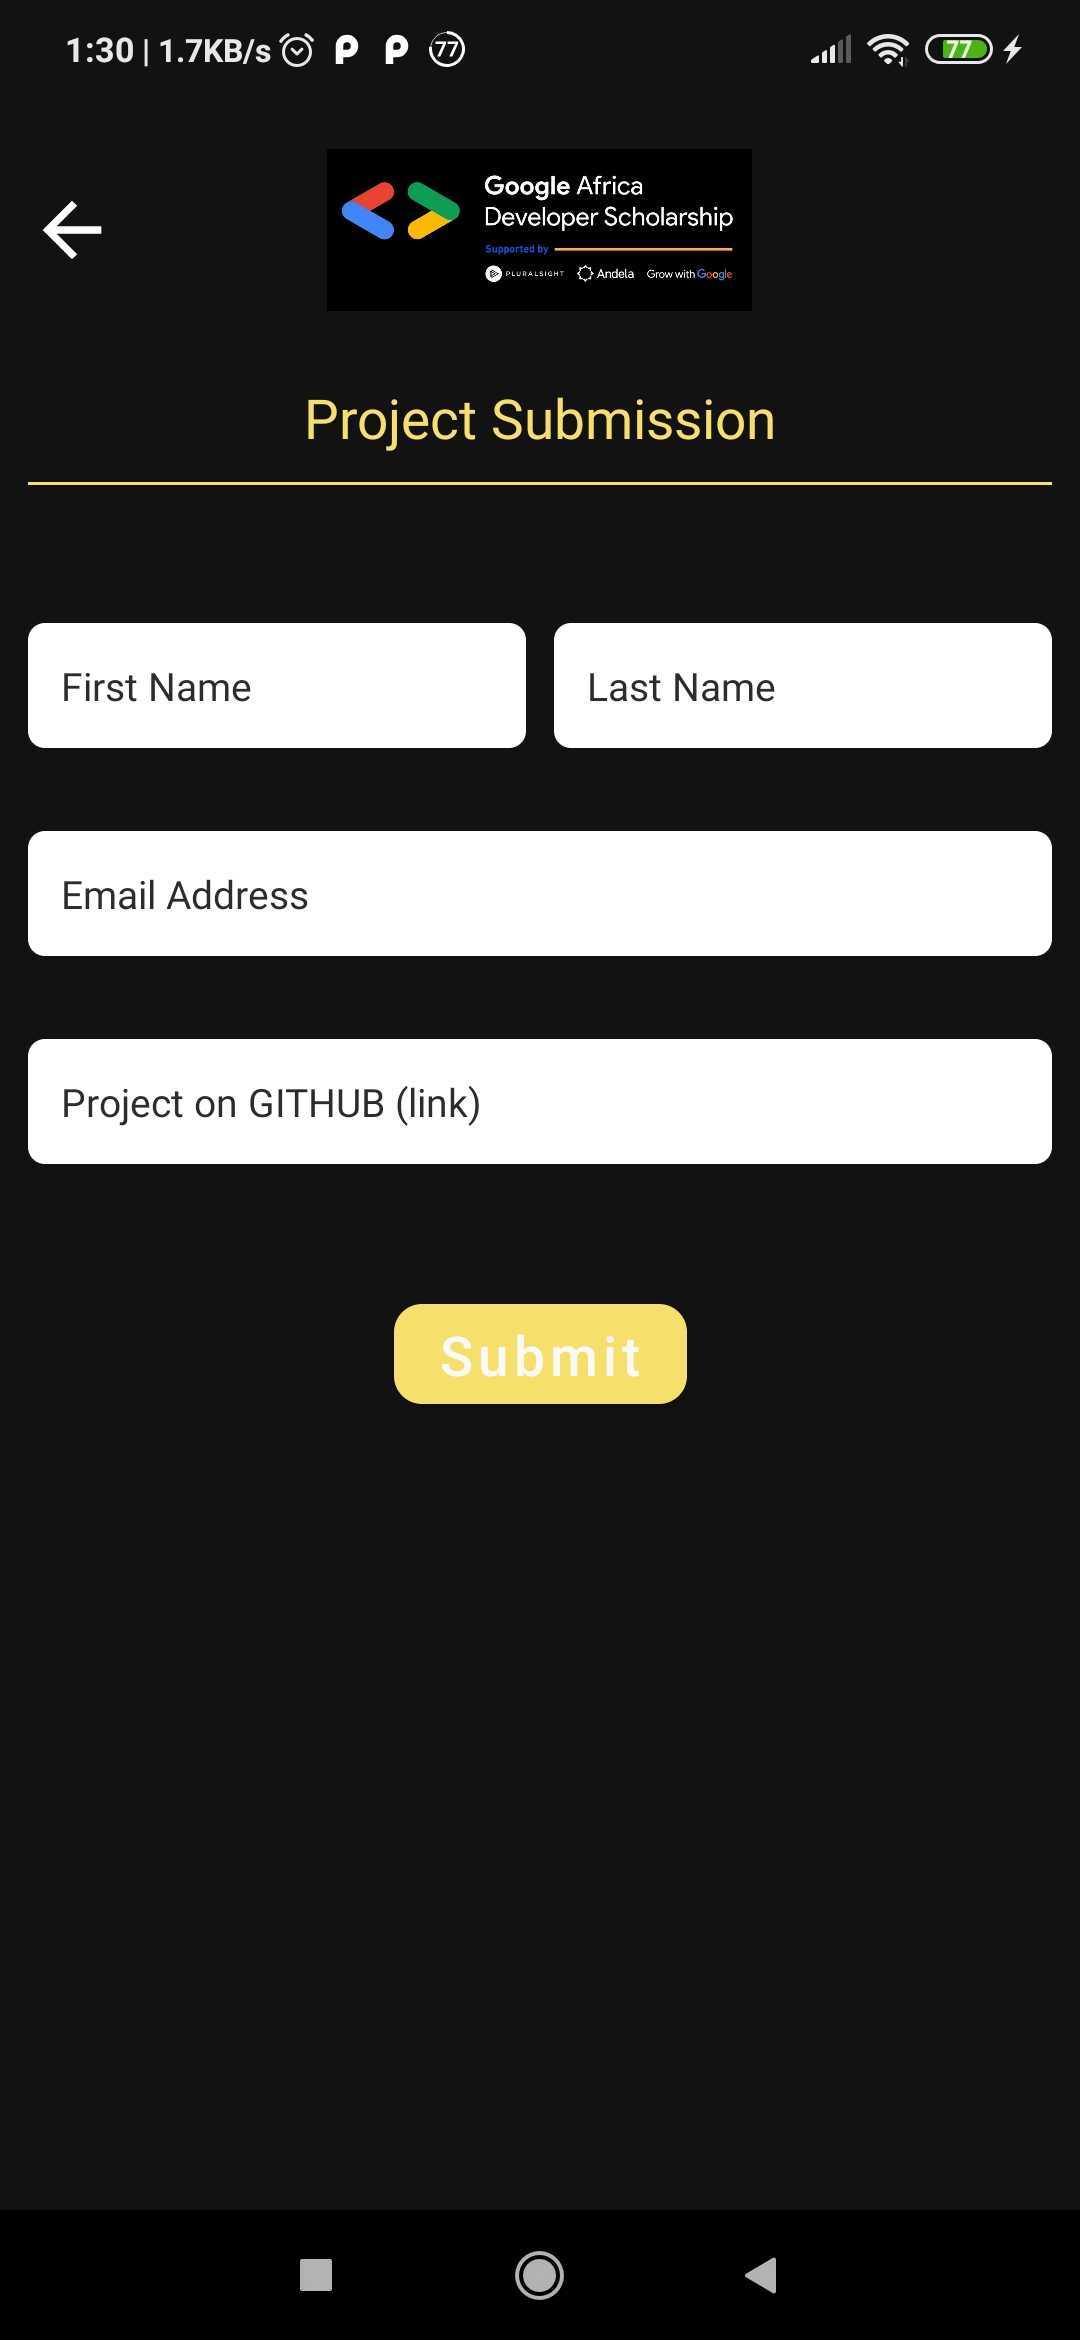 1:30 | 1.7KB/s 77 77
Google Africa
Developer Scholarship
Supported by
PLURALSIGHT Andela Grow with Google
Project Submission
First Name Last Name
Email Address
Project on GITHUB (link)
Submit